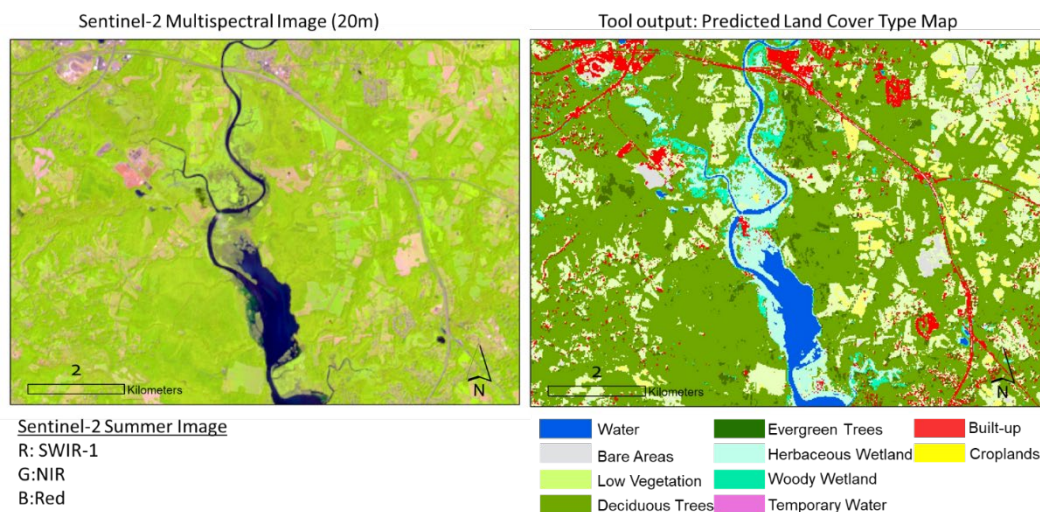 Sentinel-2 Multispectral Image (20m)
Tool output: Predicted Land Cover Type Map
2
Kilometers
N
2
Kilometers
N
Sentinel-2 Summer Image
R: SWIR-1
G:NIR
B:Red
Water
Evergreen Trees
Built-up
Bare Areas
Herbaceous Wetland
Croplands
Low Vegetation
Woody Wetland
Deciduous Trees
Temporary Water